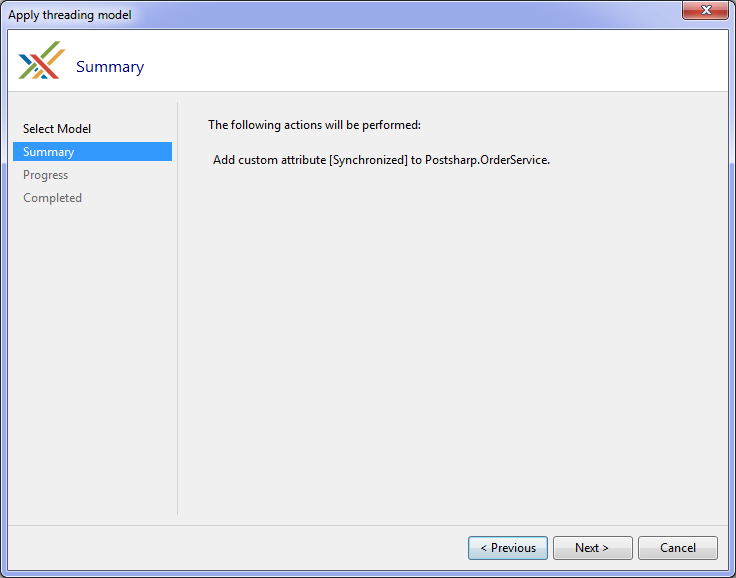 Apply threading model
Summary
Select Model
Summary
Progress
Completed
The following actions will be performed:
Add custom attribute [Synchronized] to Postsharp.OrderService.
< Previous
Next >
Cancel